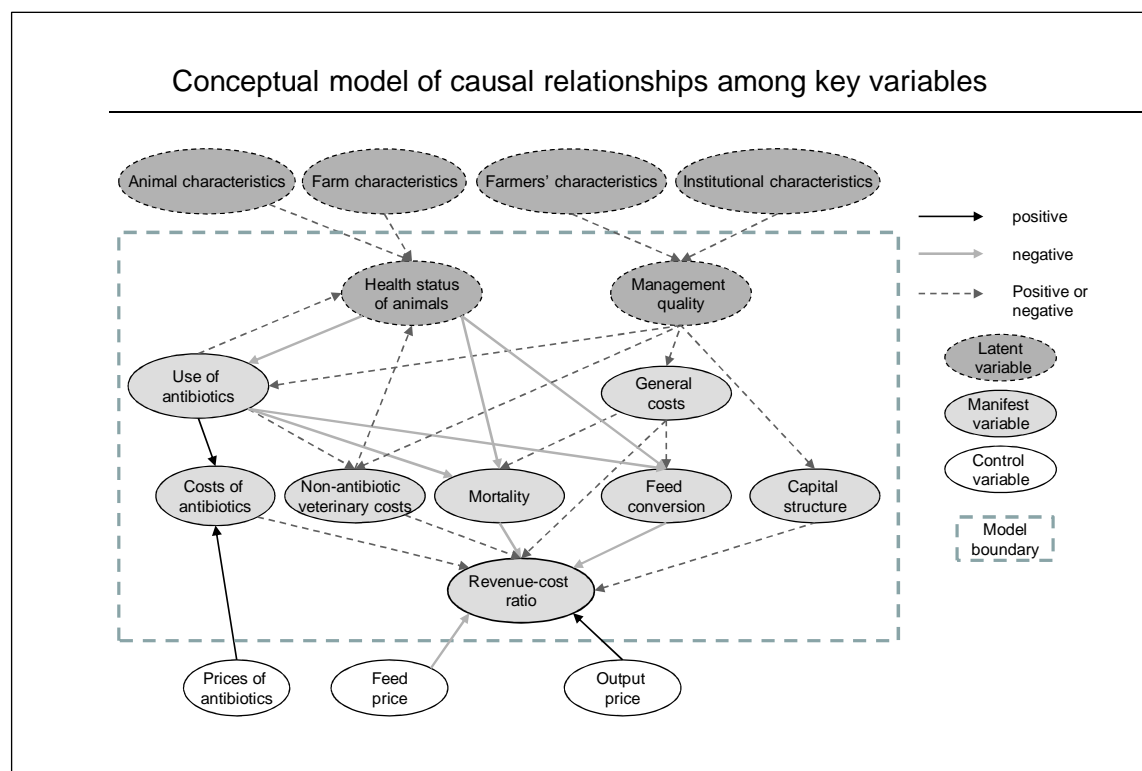 Conceptual model of causal relationships among key variables
Animal characteristics
Farm characteristics
Farmers' characteristics
Institutional characteristics
positive
negative
Positive or
negative
Health status
of animals
Management
quality
Latent
variable
Use of
antibiotics
General
costs
Manifest
variable
Control
variable
Costs of
antibiotics
Non-antibiotic
veterinary costs
Mortality
Feed
conversion
Capital
structure
Model
boundary
Revenue-cost
ratio
Prices of
antibiotics
Feed
price
Output
price